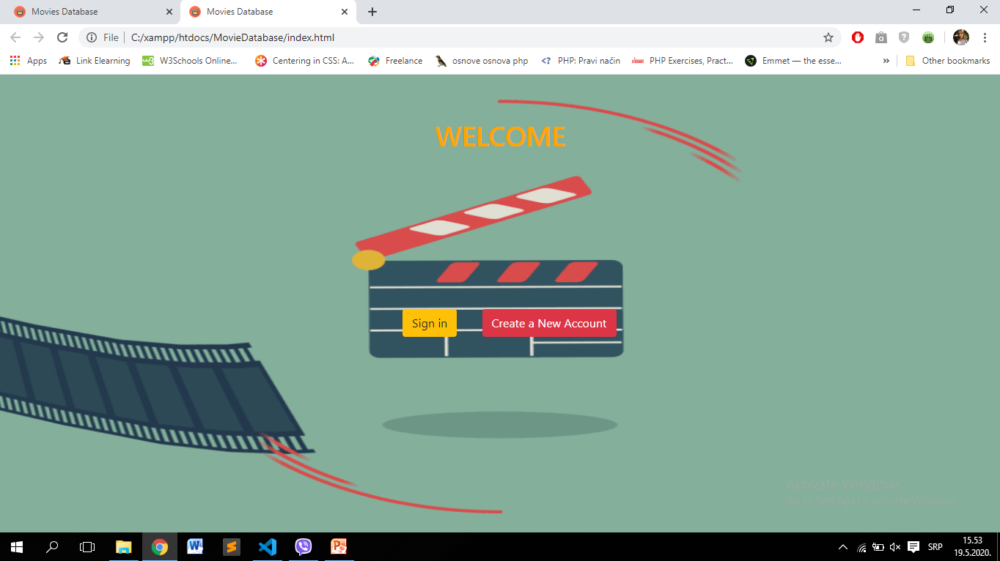 Movies Database
Movies Database
File
C:/xampp/htdocs/MovieDatabase/index.html
Apps
Link Elearning
W3Schools Online...
Centering in CSS: A...
Freelance
osnove osnova php
PHP: Pravi način
PHP Exercises, Pract...
Emmet — the esse...
»
Other bookmarks
WELCOME
Sign in
Create a New Account
Activate Windows
Go to Settings to activate Windows.
SRP
15.53
19.5.2020.